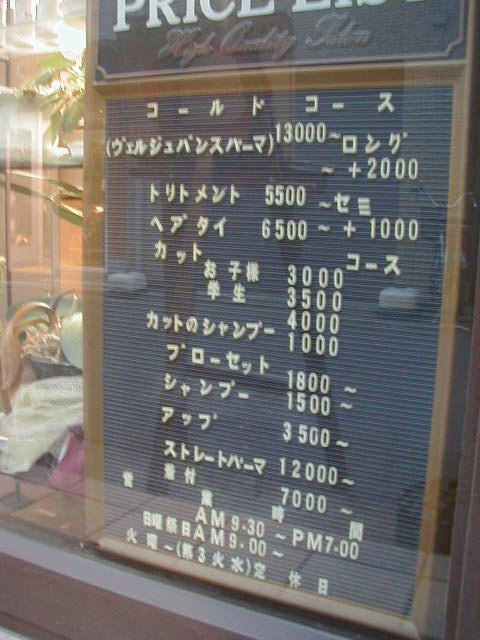 PRICE LIST
High Quality Salon
コールド コース
(ヴェルジュバンスパーマ) 13000~ ロング
~ +2000
トリトメント 5500 ~セミ
ヘアダイ 6500~ +1000
カット コース
お子様 3000
学生 3500
4000
カットのシャンプー 1000
ブローセット 1800~
シャンプー 1500~
アップ 3500~
ストレートパーマ 12000~
着付 7000~
営業時間
AM9.30~PM7.00
日曜祭日AM9.00~
火曜~(第3火水)定休日